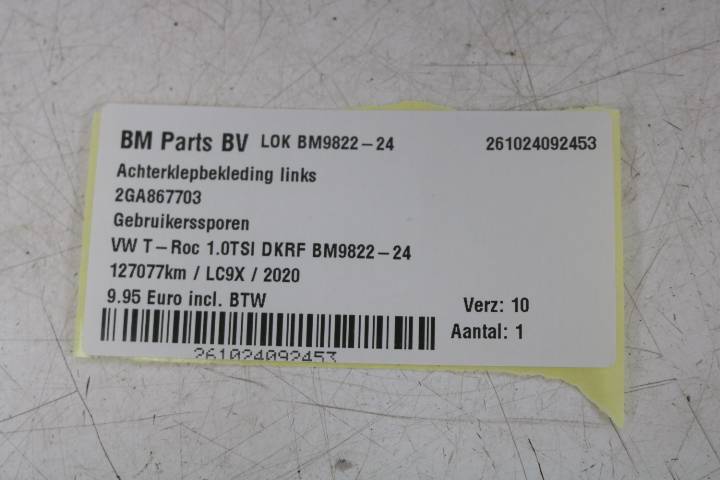 BM Parts BV LOK BM9822-24 261024092453
Achterklepbekleding links
2GA867703
Gebruikerssporen
VW T-Roc 1.0TSI DKRF BM9822-24
127077km / LC9X / 2020
9.95 Euro incl. BTW
Verz: 10
Aantal: 1
261024092453